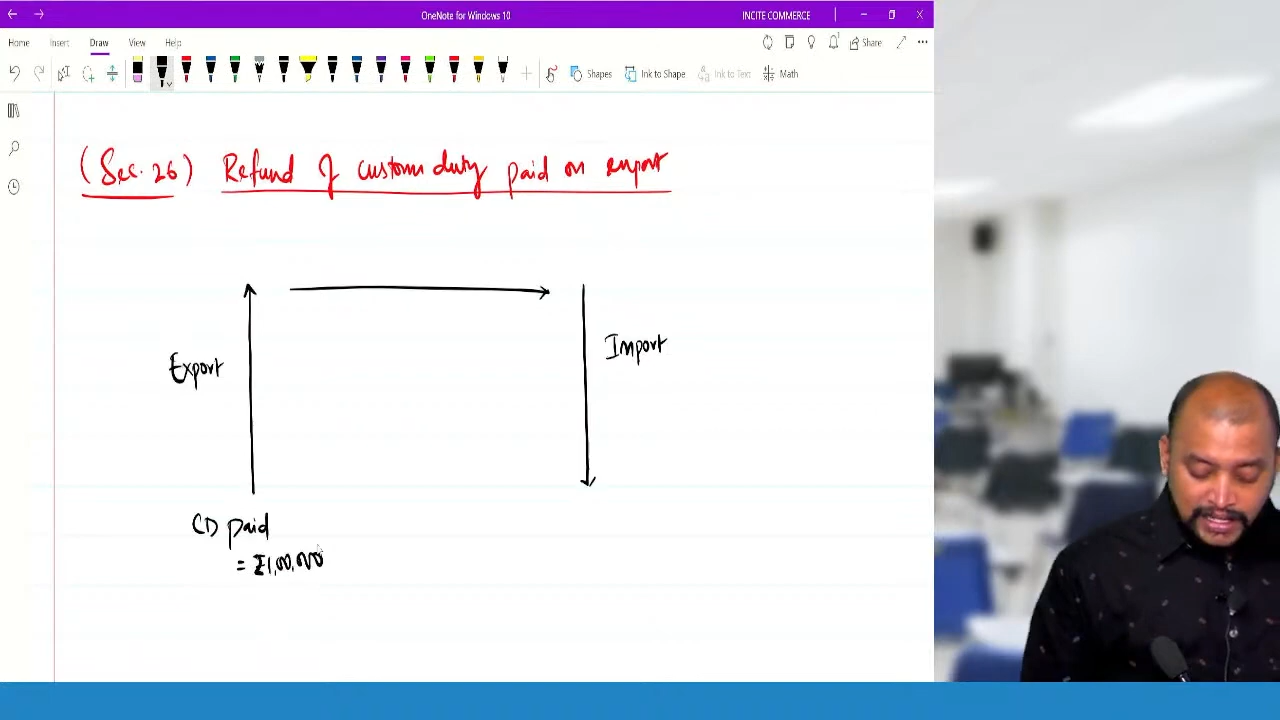 OneNote for Windows 10
INCITE COMMERCE
Home Insert Draw View Help
Share
Shapes Ink to Shape Ink to Text Math
(Sec. 26) Refund of custom duty paid on export
Export
Import
CD paid
= ₹1,00,000